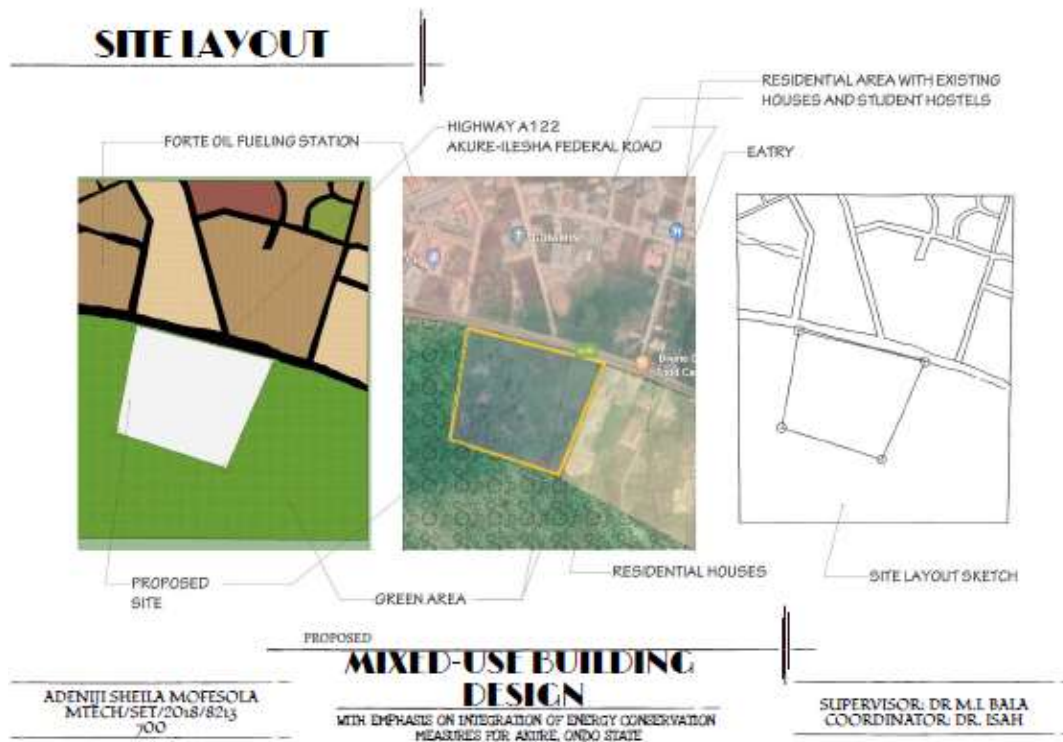 SITE LAYOUT
RESIDENTIAL AREA WITH EXISTING
HOUSES AND STUDENT HOSTELS
HIGHWAY A122
AKURE-ILESHA FEDERAL ROAD
FORTE OIL FUELING STATION
EATRY
PROPOSED
SITE
GREEN AREA
RESIDENTIAL HOUSES
SITE LAYOUT SKETCH
PROPOSED
MIXED-USE BUILDING
DESIGN
WITH EMPHASIS ON INTEGRATION OF ENERGY CONSERVATION
MEASURES FOR AKURE, ONDO STATE
ADENIJI SHEILA MOFESOLA
MTECH/SET/2018/8213
700
SUPERVISOR: DR M.I. BALA
COORDINATOR: DR. ISAH